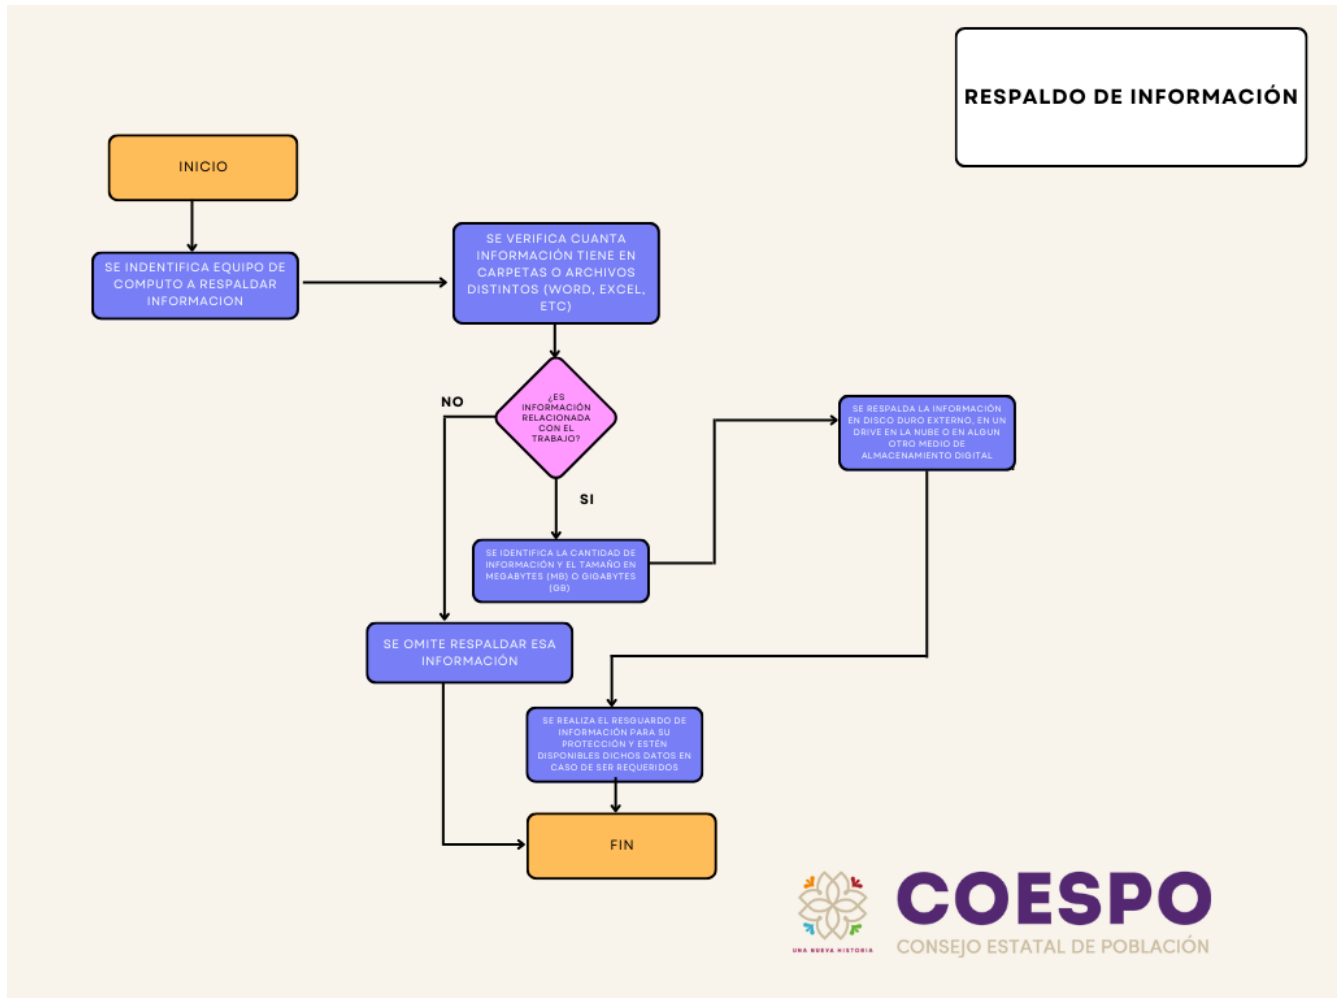 RESPALDO DE INFORMACIÓN
INICIO
SE INDENTIFICA EQUIPO DE
COMPUTO A RESPALDAR
INFORMACION
SE VERIFICA CUANTA
INFORMACIÓN TIENE EN
CARPETAS O ARCHIVOS
DISTINTOS (WORD, EXCEL,
ETC)
¿ES
INFORMACIÓN
RELACIONADA
CON EL
TRABAJO?
NO
SI
SE IDENTIFICA LA CANTIDAD DE
INFORMACIÓN Y EL TAMAÑO EN
MEGABYTES (MB) O GIGABYTES
(GB)
SE RESPALDA LA INFORMACIÓN
EN DISCO DURO EXTERNO, EN UN
DRIVE EN LA NUBE O EN ALGUN
OTRO MEDIO DE
ALMACENAMIENTO DIGITAL
SE OMITE RESPALDAR ESA
INFORMACIÓN
SE REALIZA EL RESGUARDO DE
INFORMACIÓN PARA SU
PROTECCIÓN Y ESTÉN
DISPONIBLES DICHOS DATOS EN
CASO DE SER REQUERIDOS
FIN
UNA NUEVA HISTORIA
COESPO
CONSEJO ESTATAL DE POBLACIÓN